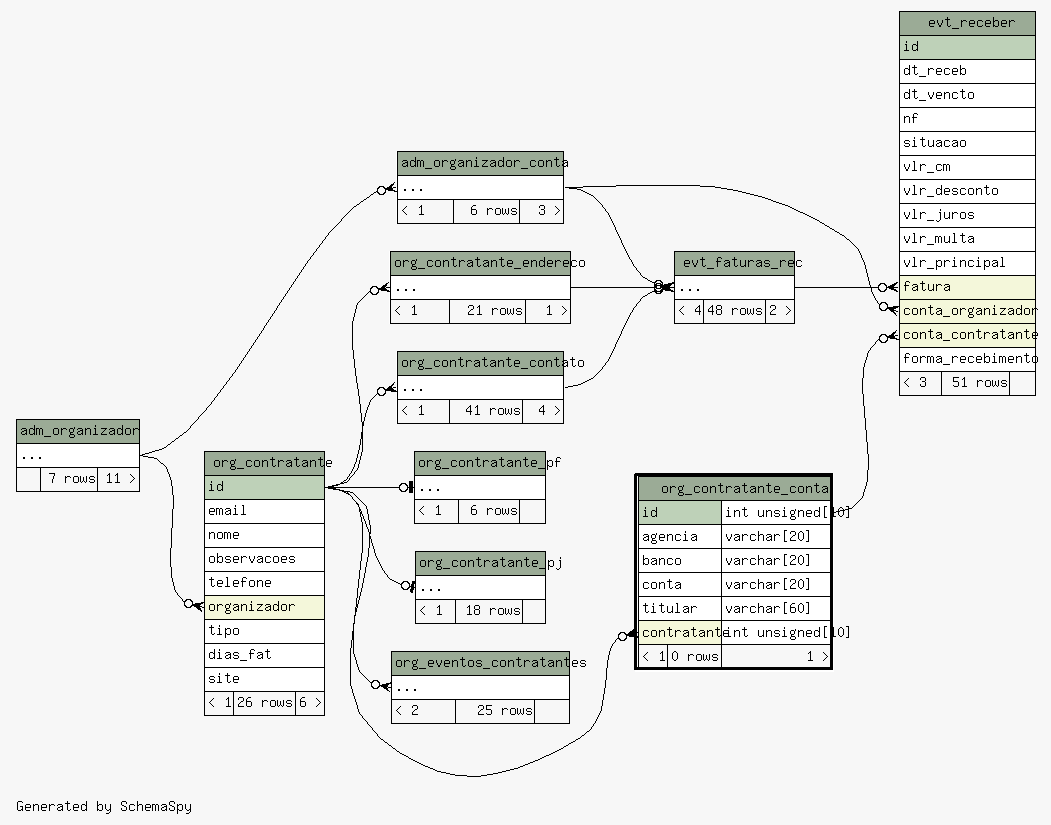 evt_receber
id
dt_receb
dt_vencto
nf
situacao
vlr_cm
vlr_desconto
vlr_juros
vlr_multa
vlr_principal
fatura
conta_organizador
conta_contratante
forma_recebimento
< 3 51 rows
adm_organizador_conta
...
< 1 6 rows 3 >
org_contratante_endereco
...
< 1 21 rows 1 >
evt_faturas_rec
...
< 4 48 rows 2 >
org_contratante_contato
...
< 1 41 rows 4 >
adm_organizador
...
7 rows 11 >
org_contratante
id
email
nome
observacoes
telefone
organizador
tipo
dias_fat
site
< 1 26 rows 6 >
org_contratante_pf
...
< 1 6 rows
org_contratante_pj
...
< 1 18 rows
org_eventos_contratantes
...
< 2 25 rows
org_contratante_conta
id int unsigned[10]
agencia varchar[20]
banco varchar[20]
conta varchar[20]
titular varchar[60]
contratante int unsigned[10]
< 1 0 rows 1 >
Generated by SchemaSpy